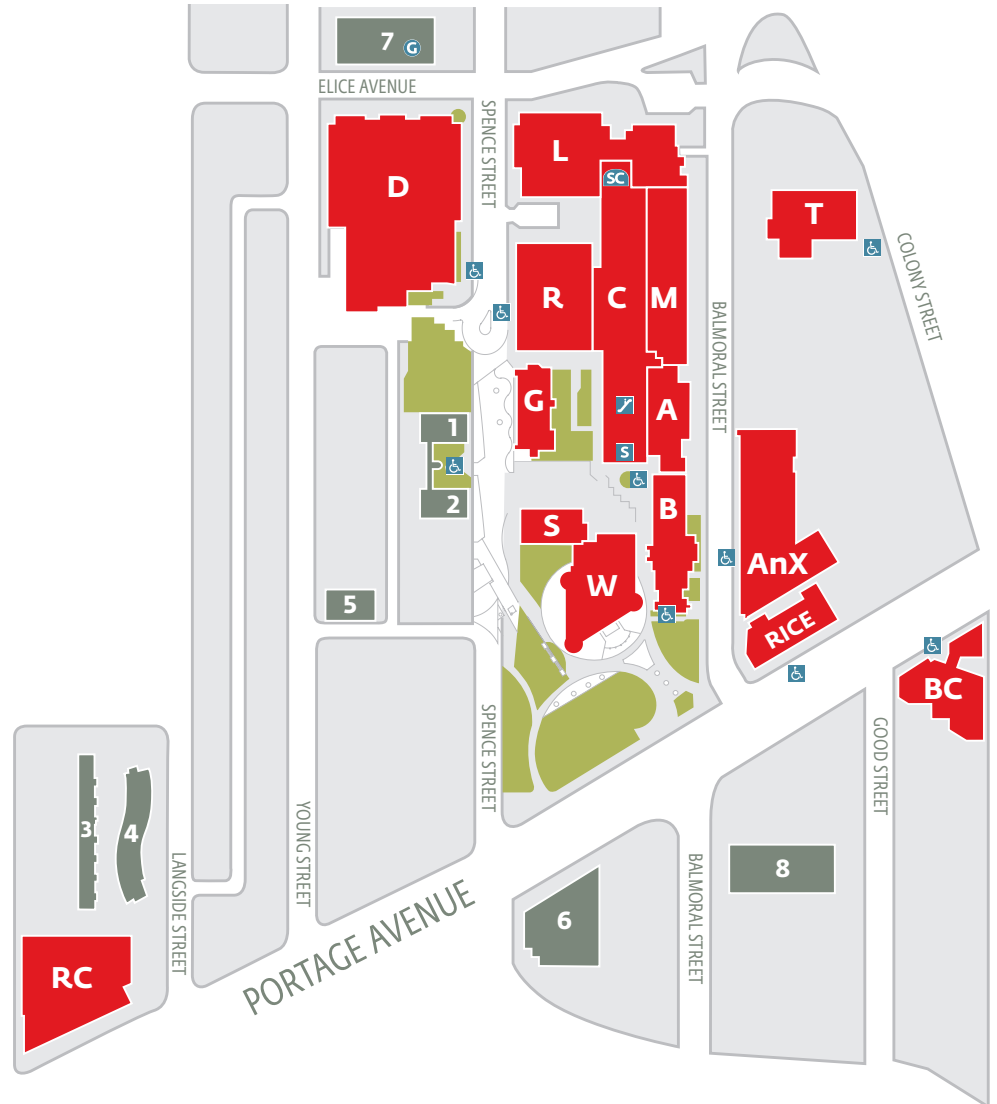 7 G
ELICE AVENUE
SPENCE STREET
L
SC
D
T
COLONY STREET
R
C
M
BALMORAL STREET
G
A
1
S
2
B
S
AnX
W
5
RICE
BC
SPENCE STREET
GOOD STREET
3
4
YOUNG STREET
LANGSIDE STREET
PORTAGE AVENUE
BALMORAL STREET
8
6
RC